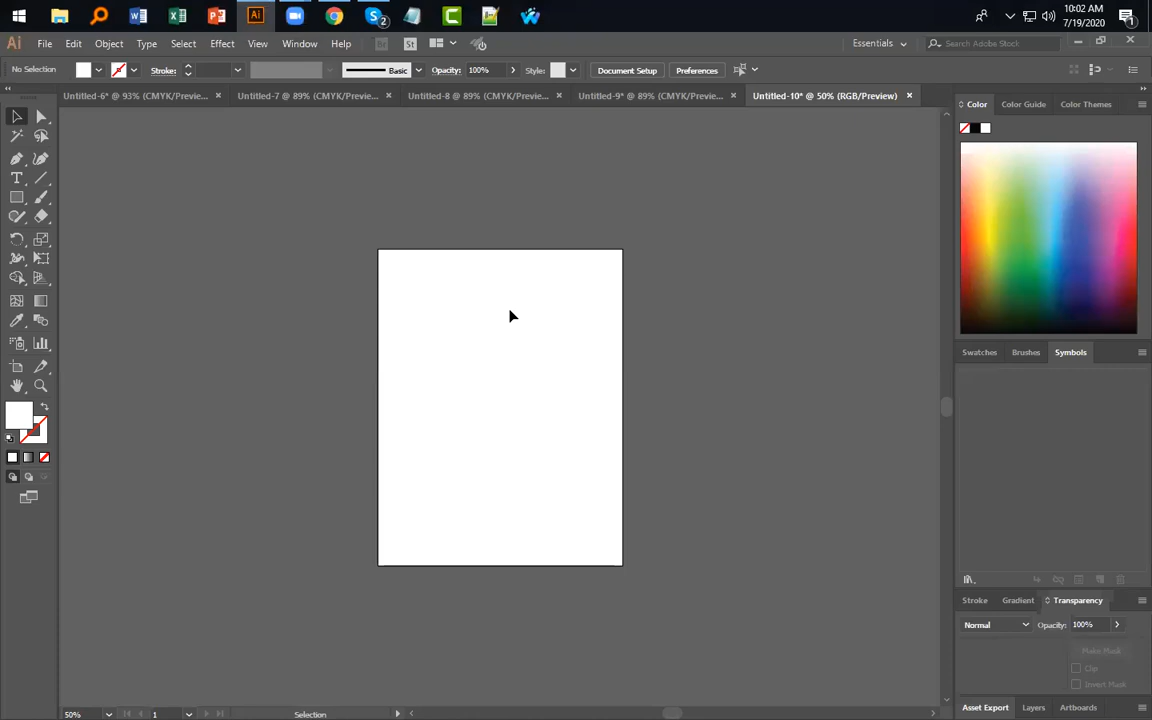 10:02 AM
7/19/2020
2
1
Ai File Edit Object Type Select Effect View Window Help Br St Essentials Search Adobe Stock
No Selection Stroke: Basic Opacity: 100% Style: Document Setup Preferences
Untitled-6* @ 93% (CMYK/Previe... × Untitled-7 @ 89% (CMYK/Previe... × Untitled-8 @ 89% (CMYK/Previe... × Untitled-9* @ 89% (CMYK/Previe... × Untitled-10* @ 50% (RGB/Preview) ×
Color Color Guide Color Themes
Swatches Brushes Symbols
Stroke Gradient Transparency
Normal Opacity: 100%
Make Mask
Clip
Invert Mask
Asset Export Layers Artboards
50% 1 Selection